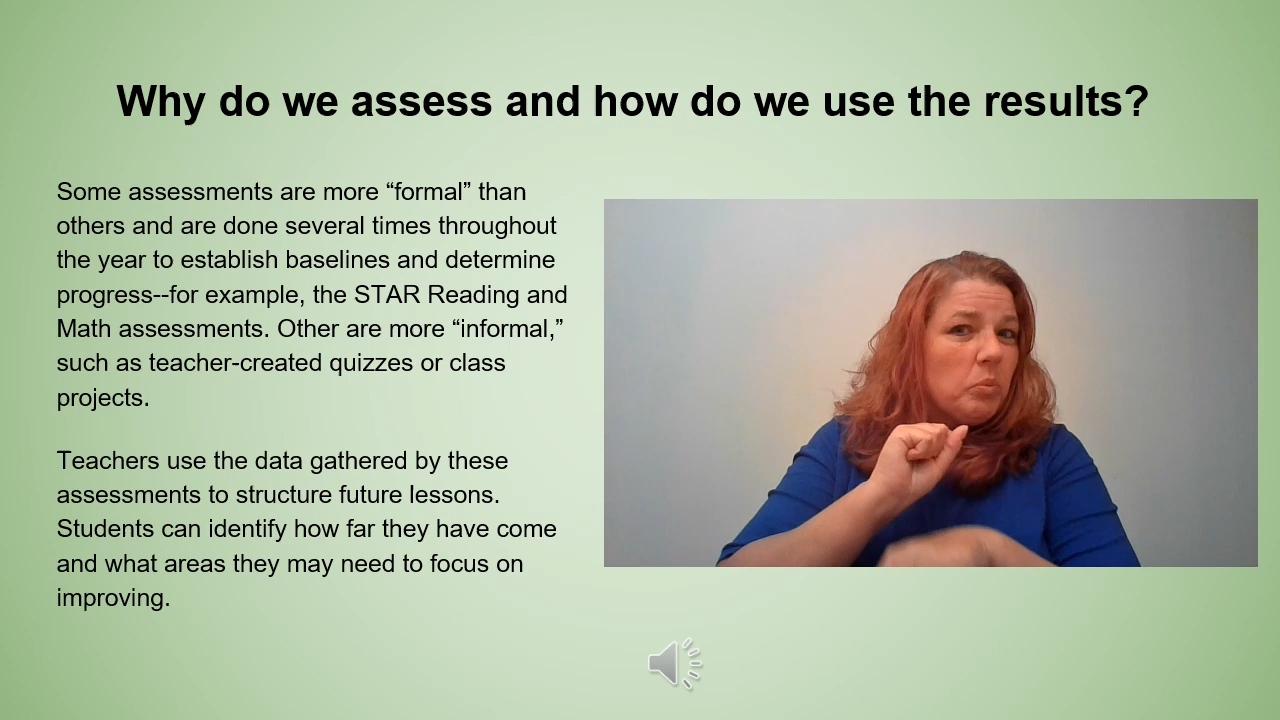 Why do we assess and how do we use the results?
Some assessments are more “formal” than
others and are done several times throughout
the year to establish baselines and determine
progress--for example, the STAR Reading and
Math assessments. Other are more “informal,”
such as teacher-created quizzes or class
projects.
Teachers use the data gathered by these
assessments to structure future lessons.
Students can identify how far they have come
and what areas they may need to focus on
improving.